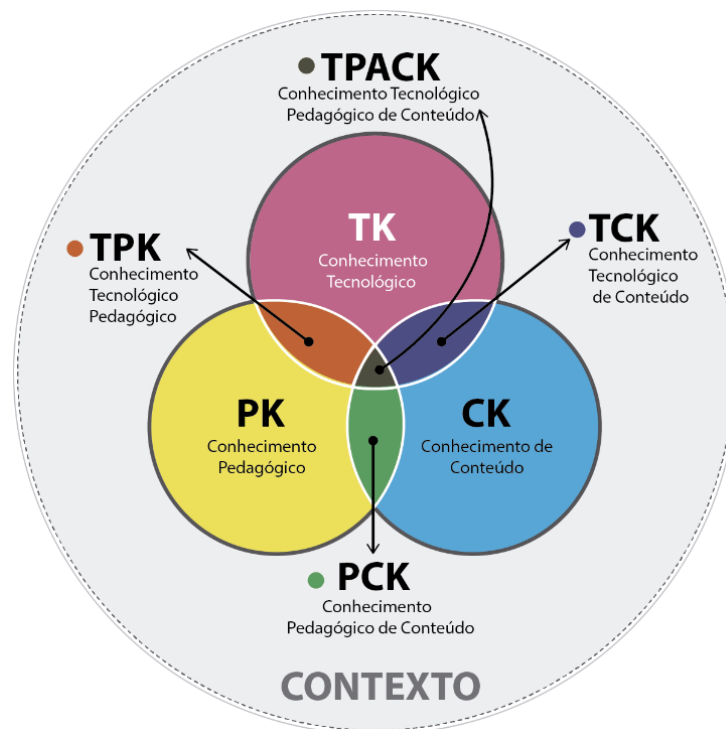 TPACK
Conhecimento Tecnológico
Pedagógico de Conteúdo
TK
Conhecimento
Tecnológico
TPK
Conhecimento
Tecnológico
Pedagógico
TCK
Conhecimento
Tecnológico
de Conteúdo
PK
Conhecimento
Pedagógico
CK
Conhecimento de
Conteúdo
PCK
Conhecimento
Pedagógico de Conteúdo
CONTEXTO